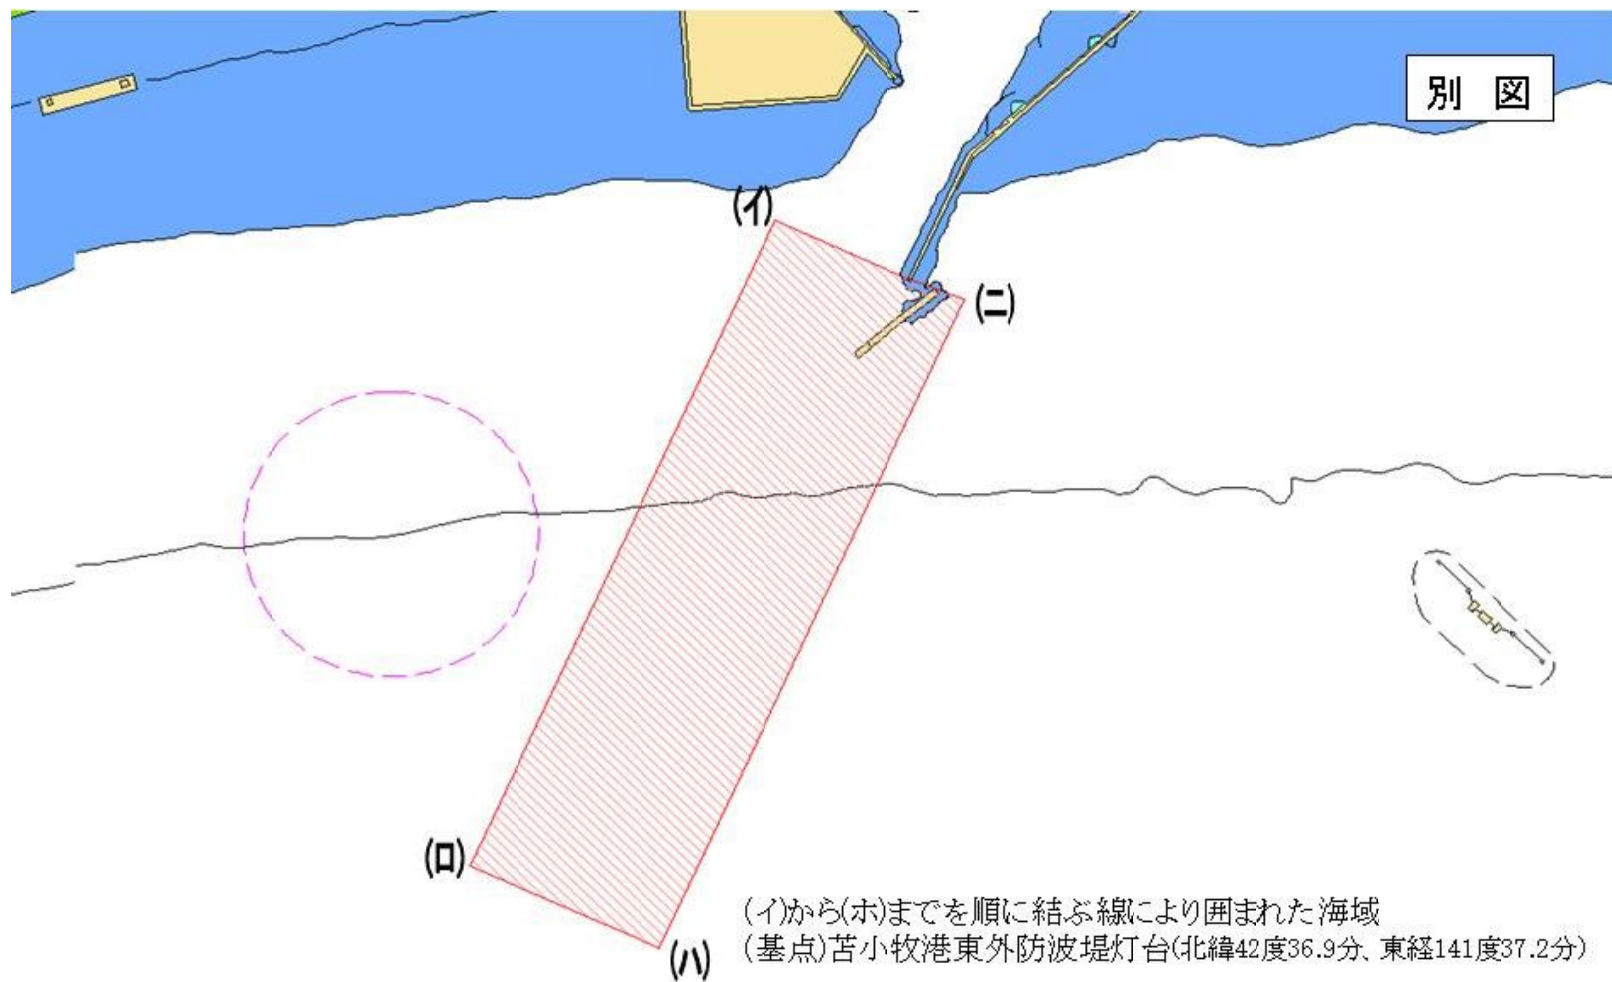 別 図
(イ)
(ニ)
(ロ)
(ハ)
(イ)から(ホ)までを順に結ぶ線により囲まれた海域
(基点)苫小牧港東外防波堤灯台(北緯42度36.9分、東経141度37.2分)